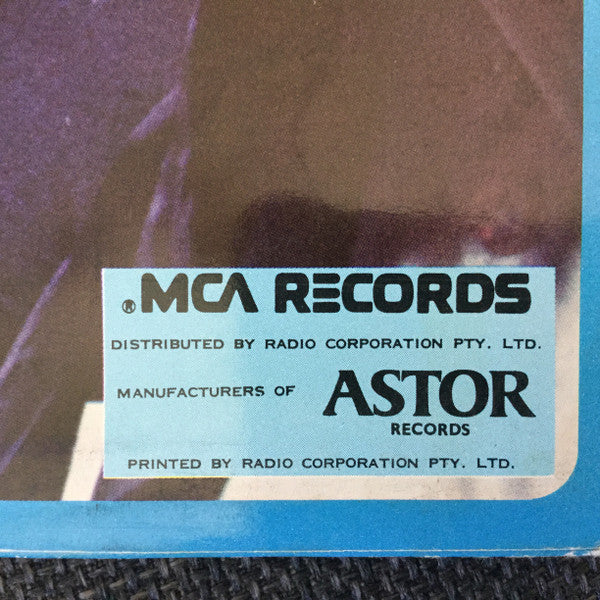 ® MCA RECORDS
DISTRIBUTED BY RADIO CORPORATION PTY. LTD.
MANUFACTURERS OF ASTOR
RECORDS
PRINTED BY RADIO CORPORATION PTY. LTD.